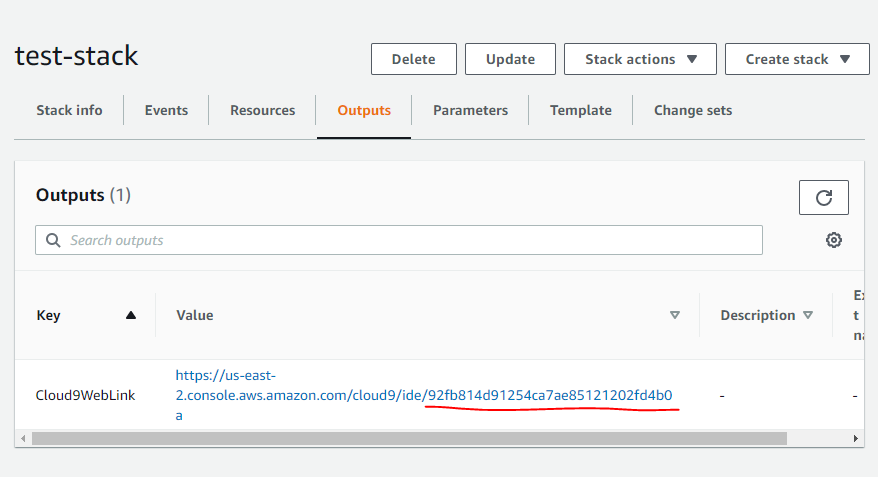 test-stack
Delete
Update
Stack actions
Create stack
Stack info
Events
Resources
Outputs
Parameters
Template
Change sets
Outputs (1)
Search outputs
Key
Value
Description
Ex
t
na
Cloud9WebLink
https://us-east-
2.console.aws.amazon.com/cloud9/ide/92fb814d91254ca7ae85121202fd4b0
a
-
-